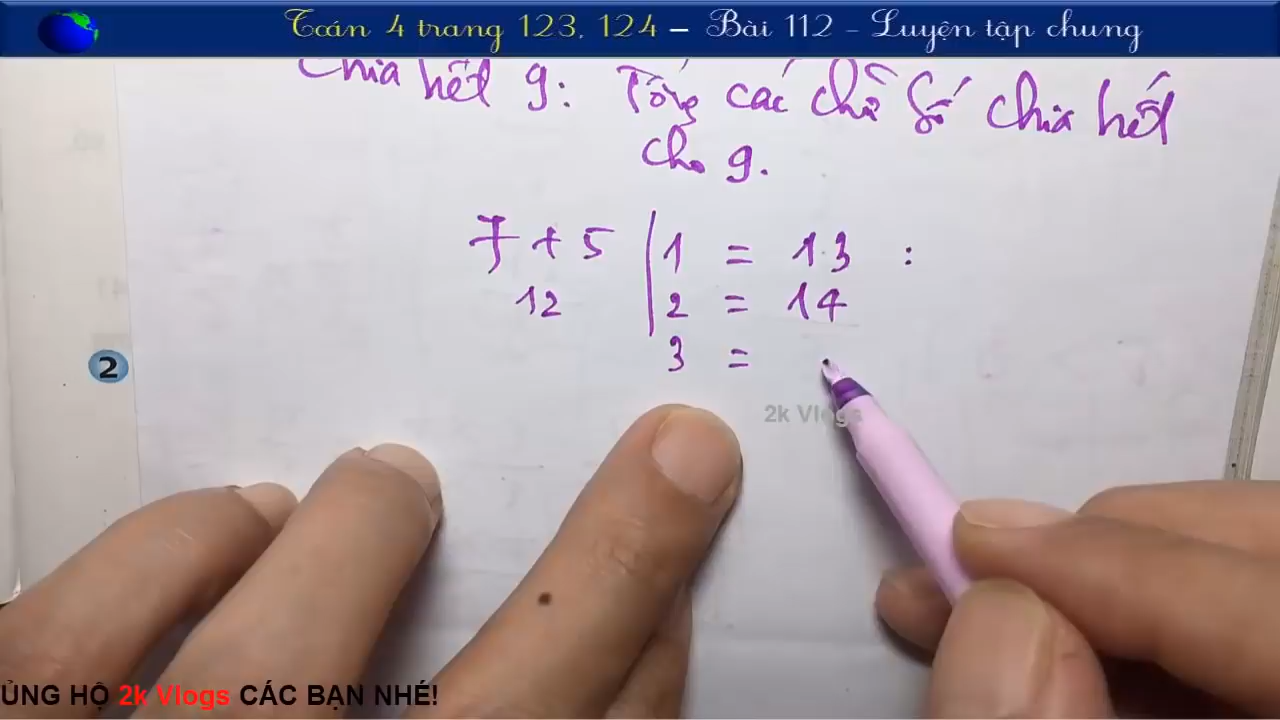 Toán 4 trang 123, 124 – Bài 112 - Luyện tập chung
Chia hết 9: Tổng các chữ số chia hết
cho 9.
7 + 5 | 1 = 13 :
12 | 2 = 14
3 =
2
2k Vlogs
ỦNG HỘ 2k Vlogs CÁC BẠN NHÉ!